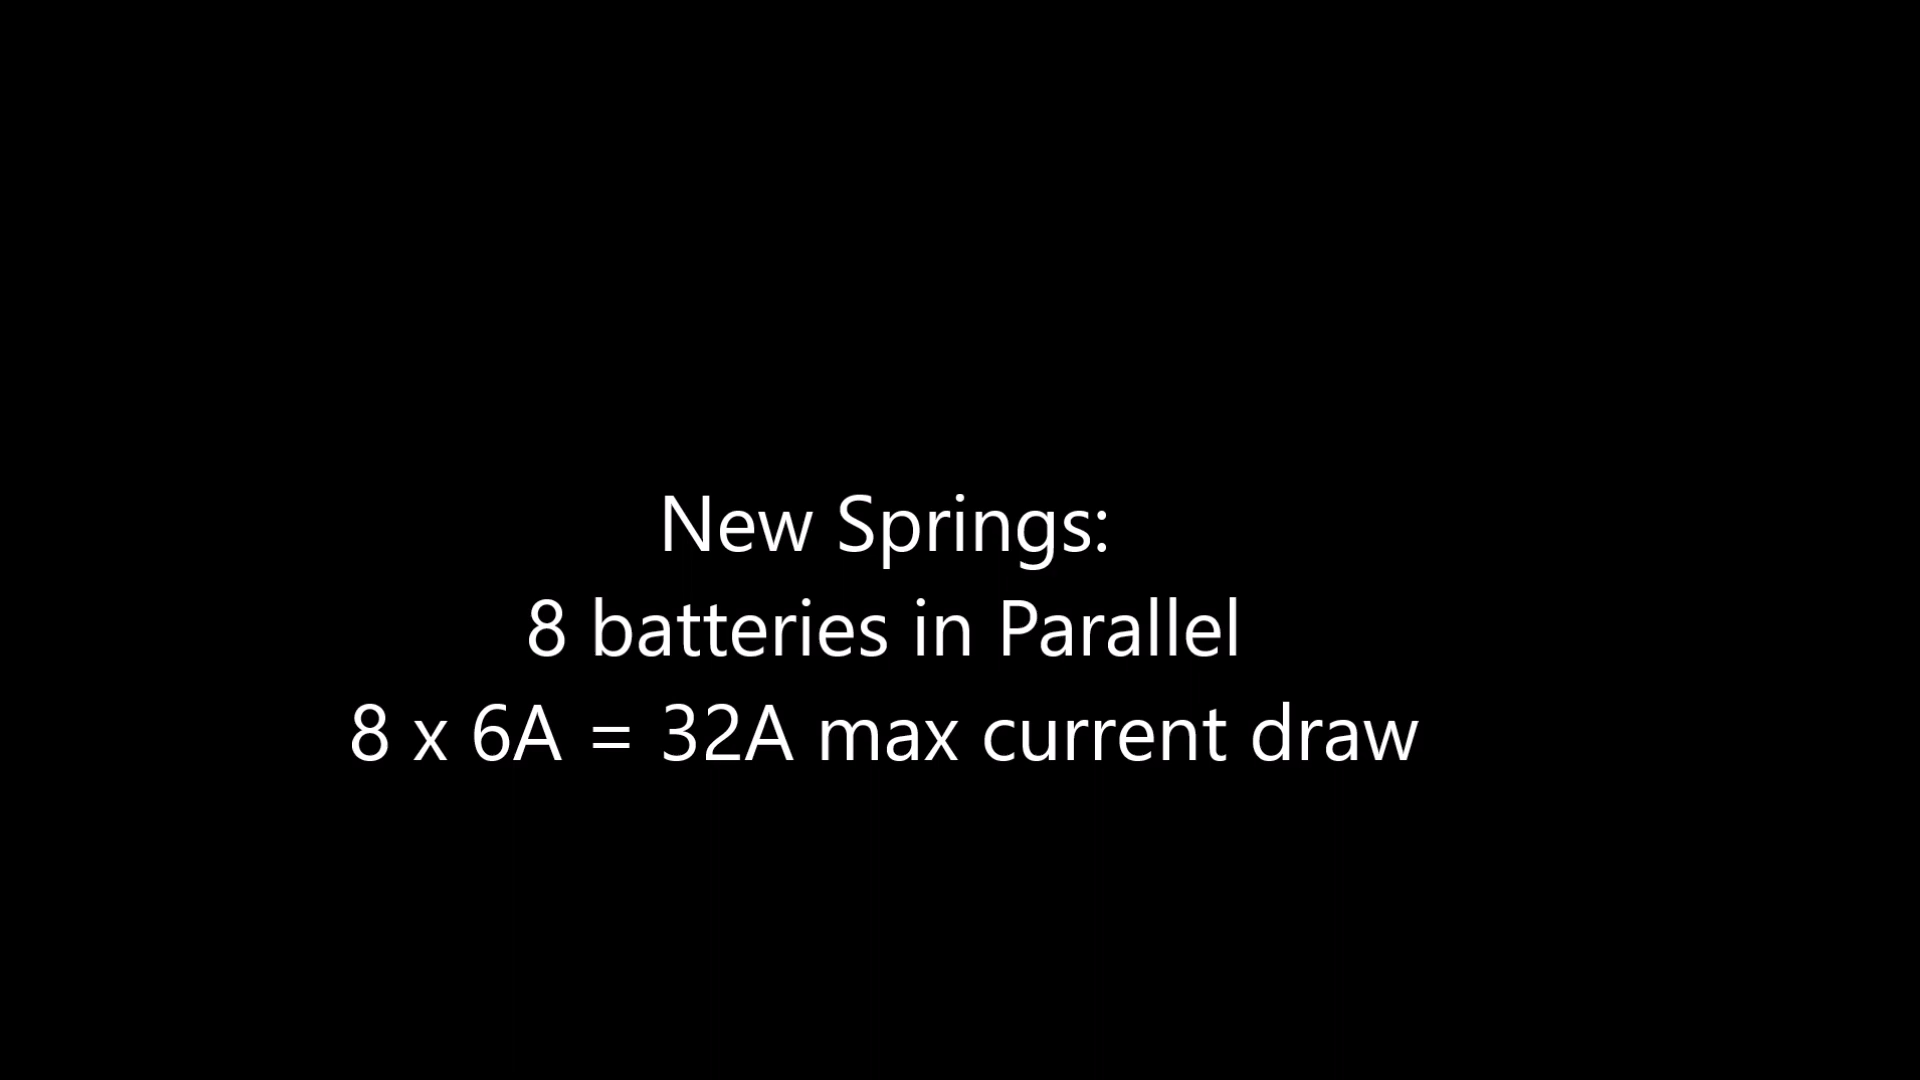 New Springs:
8 batteries in Parallel
8 x 6A = 32A max current draw